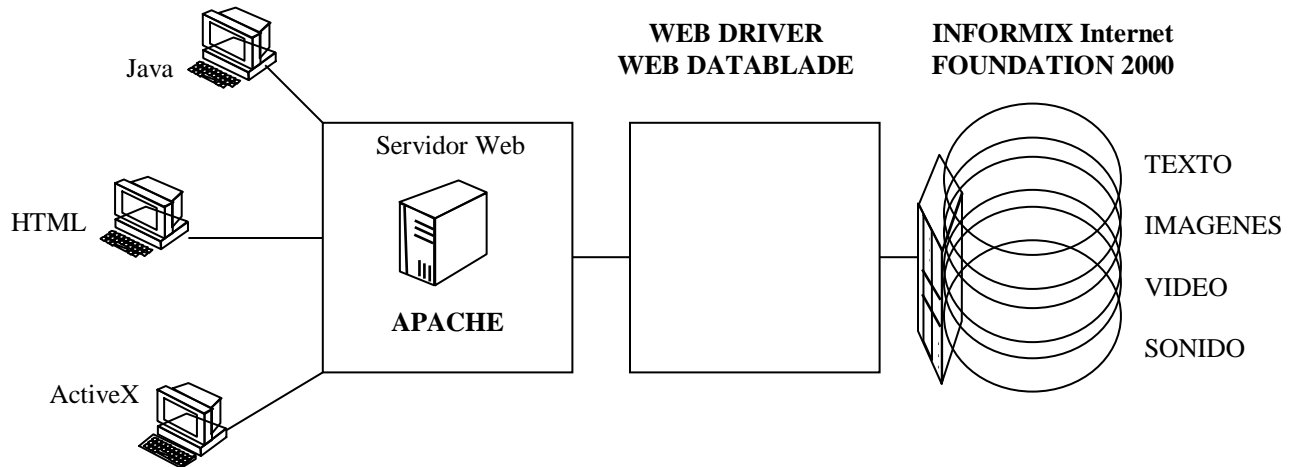 WEB DRIVER
WEB DATABLADE
INFORMIX Internet
FOUNDATION 2000
Java
Servidor Web
TEXTO
HTML
IMAGENES
VIDEO
APACHE
SONIDO
ActiveX